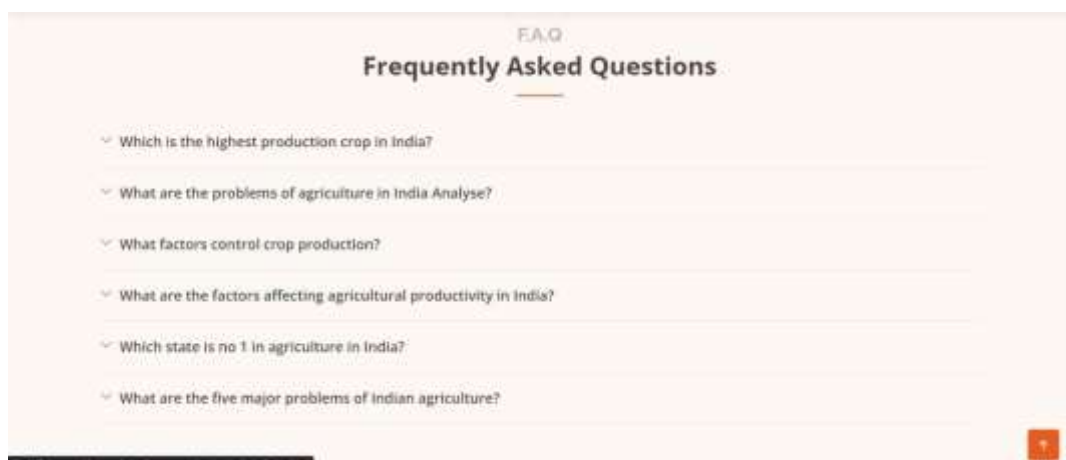 F.A.Q
Frequently Asked Questions
Which is the highest production crop in India?
What are the problems of agriculture in India Analyse?
What factors control crop production?
What are the factors affecting agricultural productivity in India?
Which state is no 1 in agriculture in India?
What are the five major problems of Indian agriculture?